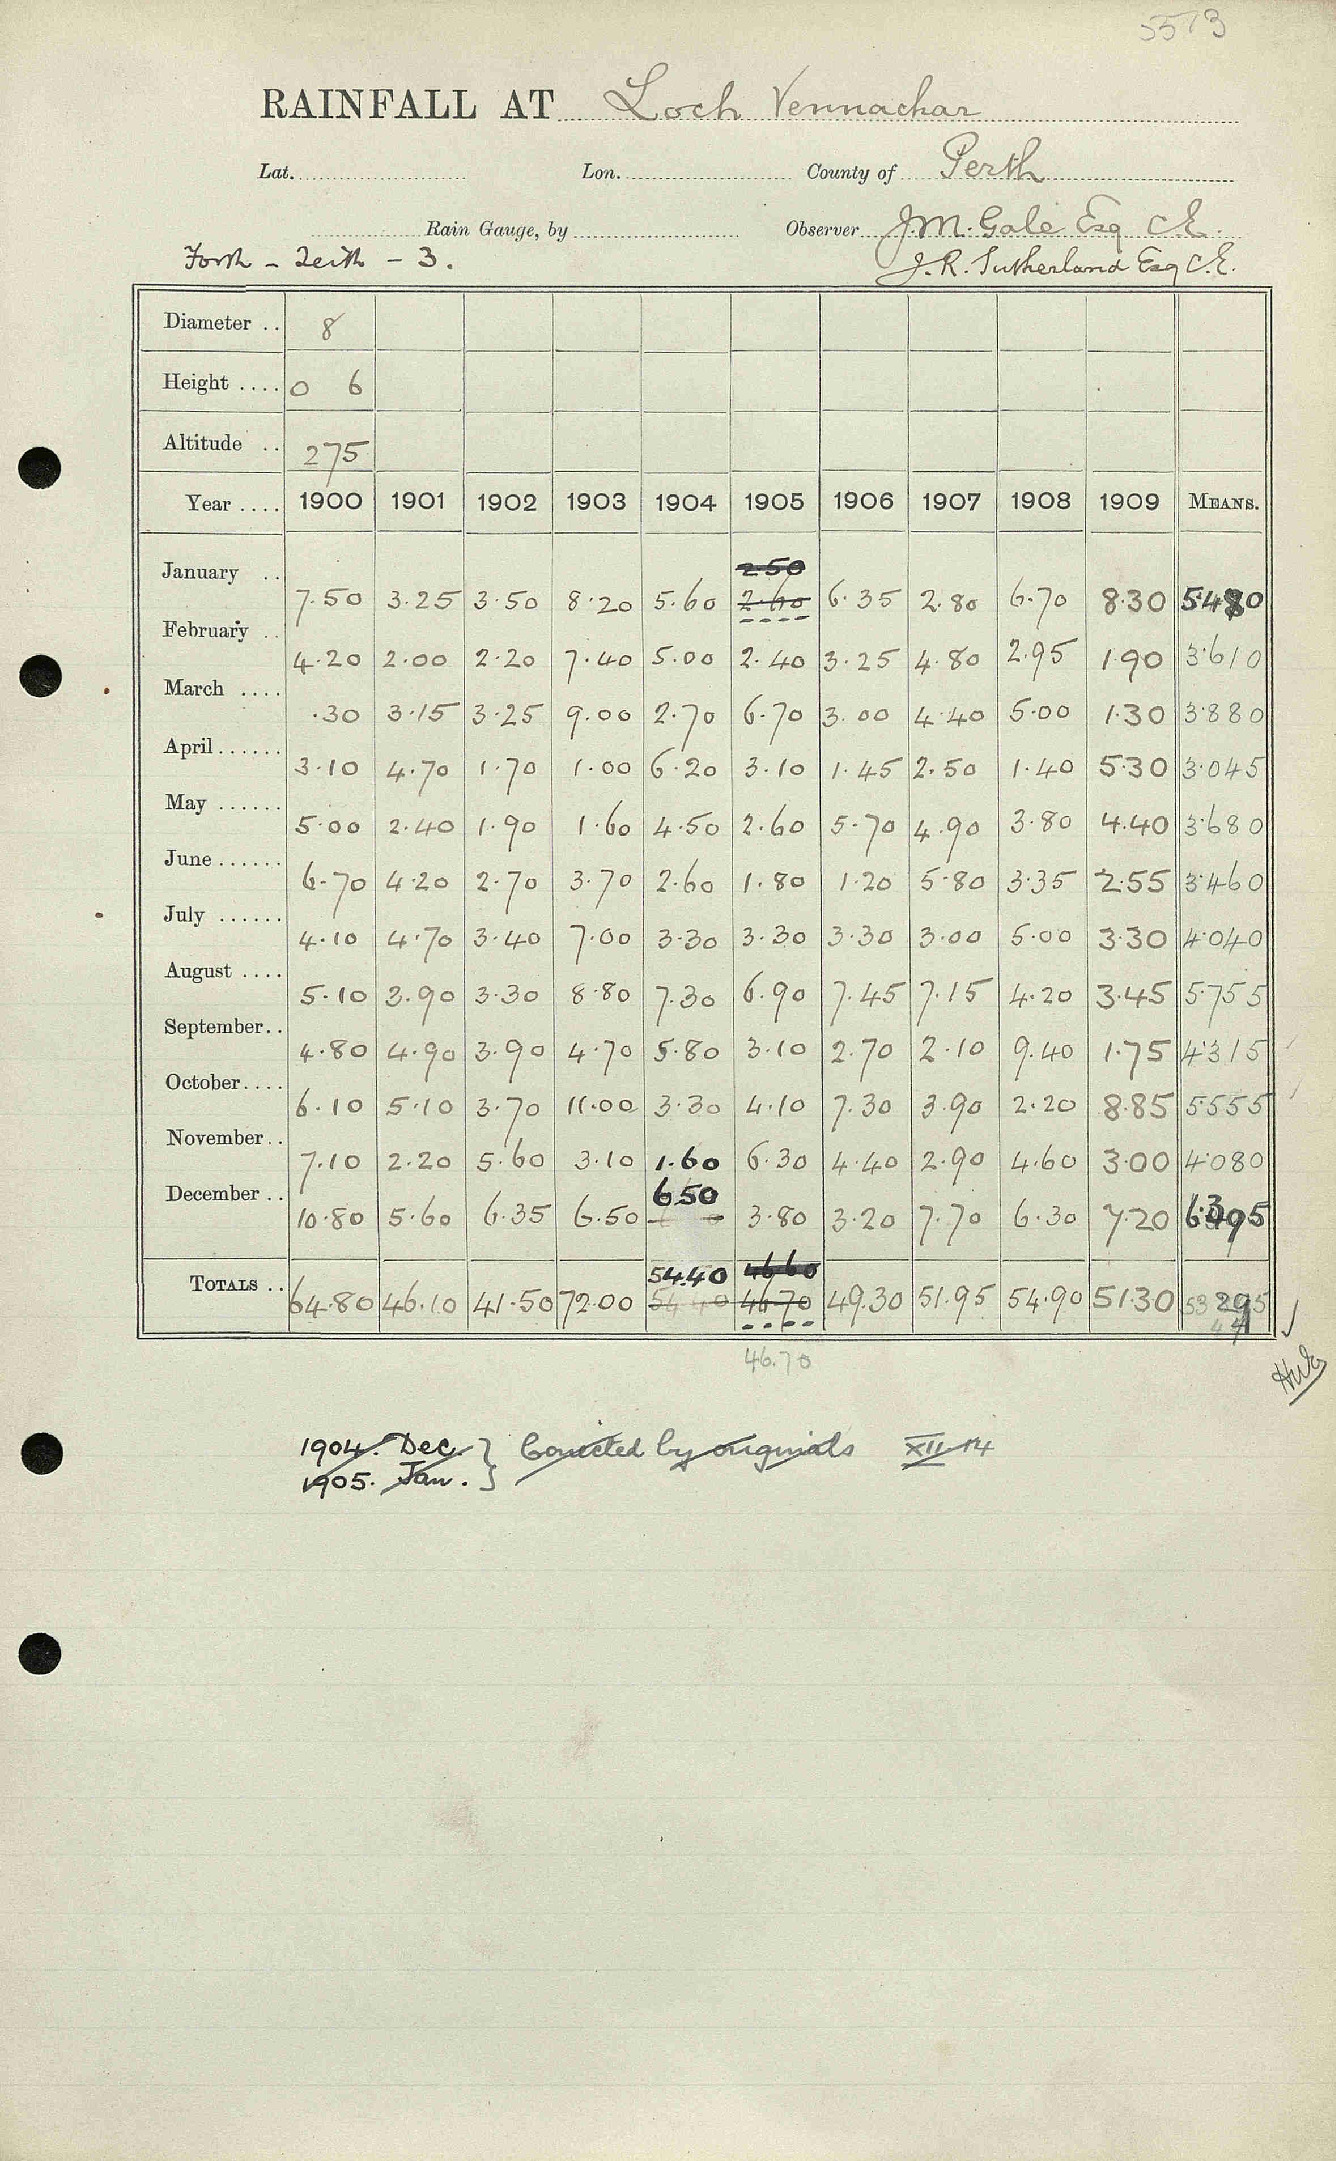 5513
RAINFALL AT Loch Vennachar
Lat. Lon. County of Perth
Rain Gauge, by Observer J.M. Gale Esq C.E.
Forth - Teith - 3. J.R. Sutherland Esq C.E.
Diameter .. 8
Height .... 0 6
Altitude .. 275
Year .... 1900 1901 1902 1903 1904 1905 1906 1907 1908 1909 MEANS.
2.50
January .. 7.50 3.25 3.50 8.20 5.60 2.60 6.35 2.80 6.70 8.30 5.480
February .. 4.20 2.00 2.20 7.40 5.00 2.40 3.25 4.80 2.95 1.90 3.610
March .... .30 3.15 3.25 9.00 2.70 6.70 3.00 4.40 5.00 1.30 3.880
April ...... 3.10 4.70 1.70 1.00 6.20 3.10 1.45 2.50 1.40 5.30 3.045
May ...... 5.00 2.40 1.90 1.60 4.50 2.60 5.70 4.90 3.80 4.40 3.680
June ...... 6.70 4.20 2.70 3.70 2.60 1.80 1.20 5.80 3.35 2.55 3.460
July ...... 4.10 4.70 3.40 7.00 3.30 3.30 3.30 3.00 5.00 3.30 4.040
August .... 5.10 3.90 3.30 8.80 7.30 6.90 7.45 7.15 4.20 3.45 5.755
September.. 4.80 4.90 3.90 4.70 5.80 3.10 2.70 2.10 9.40 1.75 4.315
October.... 6.10 5.10 3.70 11.00 3.30 4.10 7.30 3.90 2.20 8.85 5.555
November.. 7.10 2.20 5.60 3.10 1.60 6.30 4.40 2.90 4.60 3.00 4.080
6.50
December .. 10.80 5.60 6.35 6.50 3.80 3.20 7.70 6.30 7.20 6.395
54.40 46.60
TOTALS .. 64.80 46.10 41.50 72.00 54.40 46.70 49.30 51.95 54.90 51.30 53.295
46.70
1904. Dec. } Corrected by originals XII 14
1905. Jan. }